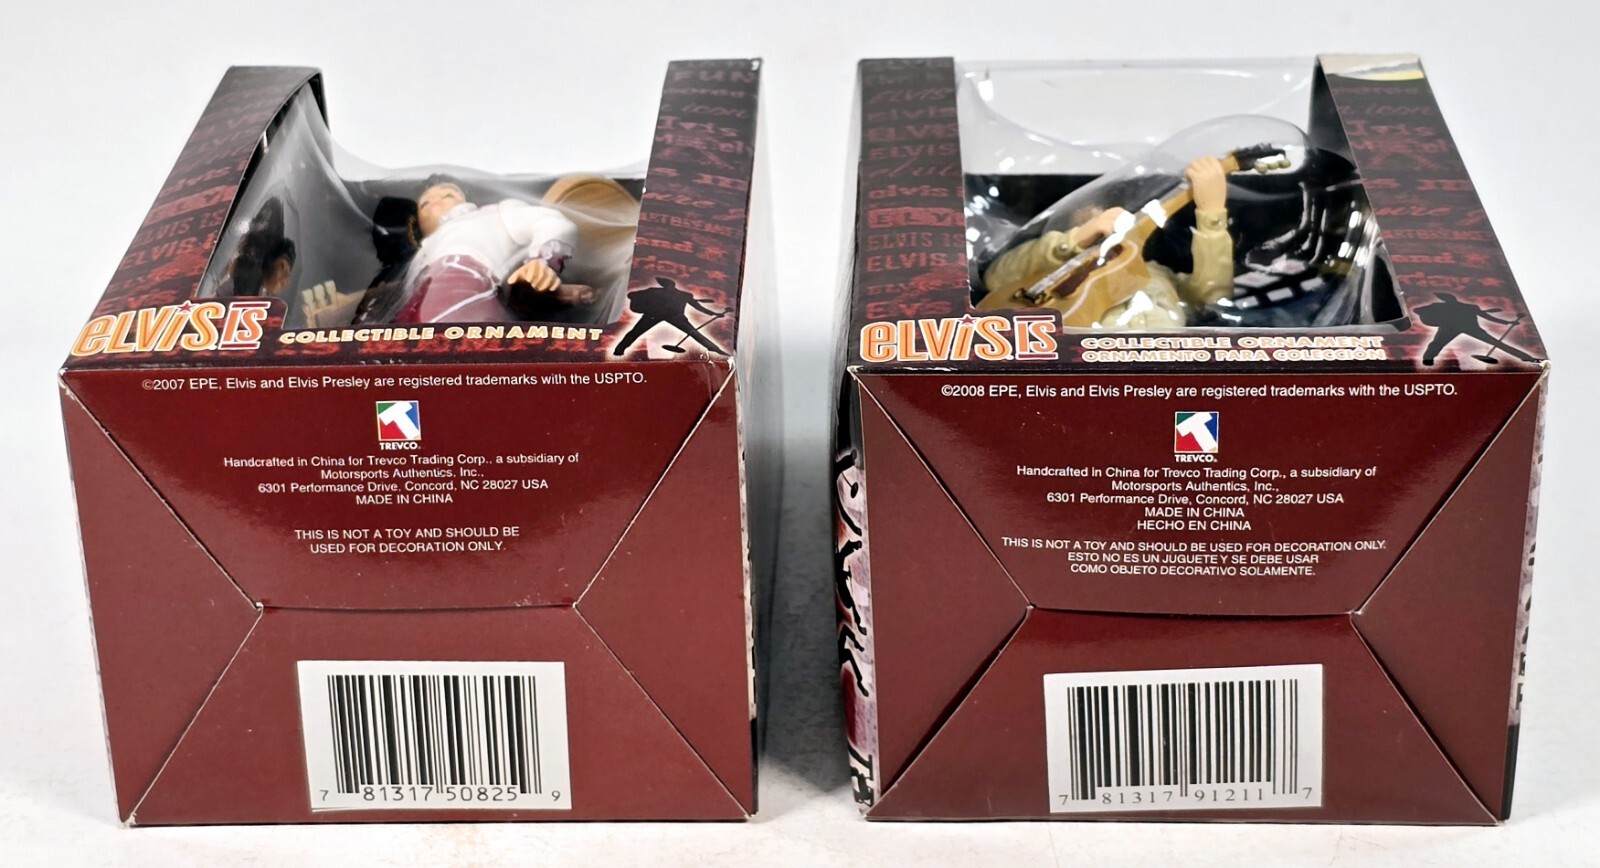 eLViS.iS
COLLECTIBLE ORNAMENT
©2007 EPE, Elvis and Elvis Presley are registered trademarks with the USPTO.
TREVCO.
Handcrafted in China for Trevco Trading Corp., a subsidiary of
Motorsports Authentics, Inc.,
6301 Performance Drive, Concord, NC 28027 USA
MADE IN CHINA
THIS IS NOT A TOY AND SHOULD BE
USED FOR DECORATION ONLY.
7 81317 50825 9
ELVIS
ELVIS
elvis
ELVIS IS
ELVIS
eLViS.iS
COLLECTIBLE ORNAMENT
ORNAMENTO PARA COLECCIÓN
©2008 EPE, Elvis and Elvis Presley are registered trademarks with the USPTO.
TREVCO.
Handcrafted in China for Trevco Trading Corp., a subsidiary of
Motorsports Authentics, Inc.,
6301 Performance Drive, Concord, NC 28027 USA
MADE IN CHINA
HECHO EN CHINA
THIS IS NOT A TOY AND SHOULD BE USED FOR DECORATION ONLY.
ESTO NO ES UN JUGUETE Y SE DEBE USAR
COMO OBJETO DECORATIVO SOLAMENTE.
7 81317 91211 7